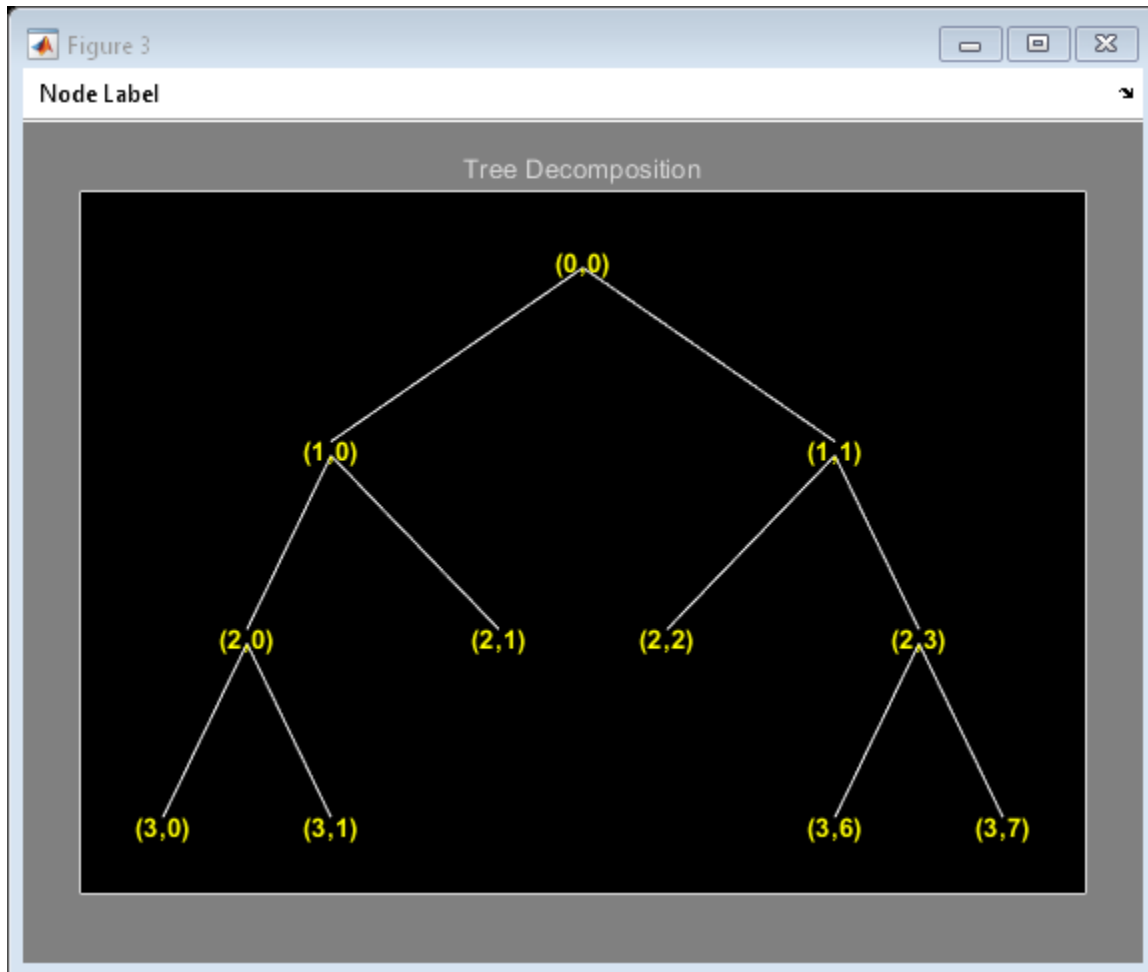 Figure 3
Node Label
Tree Decomposition
(0,0)
(1,0) (1,1)
(2,0) (2,1) (2,2) (2,3)
(3,0) (3,1) (3,6) (3,7)